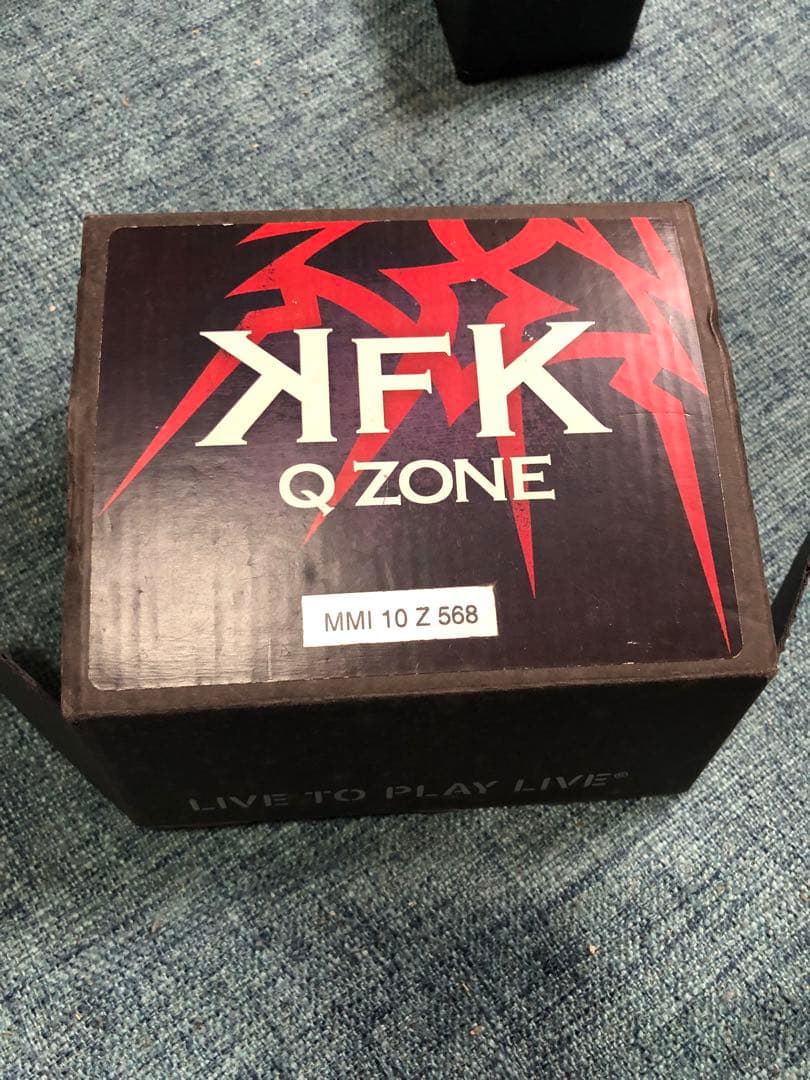 KFK
Q ZONE
MMI 10 Z 568
LIVE TO PLAY LIVE®